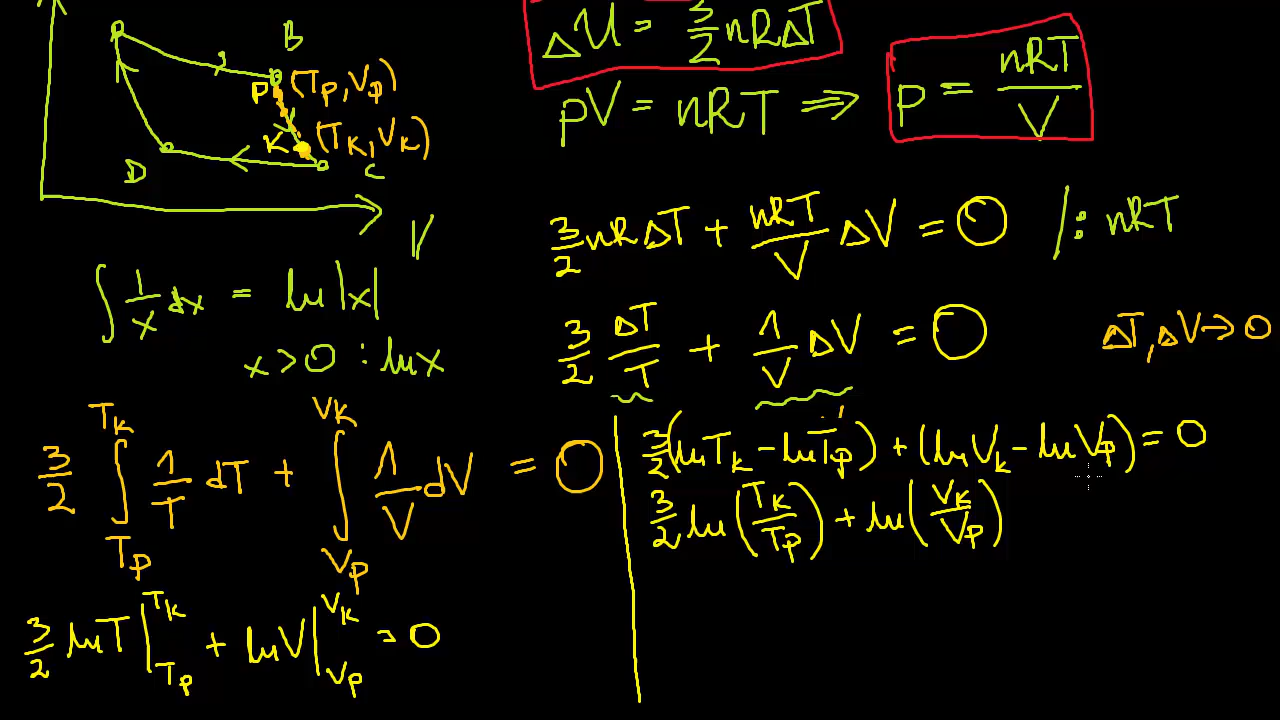 ΔU = 3/2 nRΔT
pV = nRT ⟹ p = nRT/V
B
P (Tp, Vp)
K (Tk, Vk)
D
C
V
3/2 nRΔT + nRT/V ΔV = 0 /: nRT
∫ 1/x dx = ln|x|
x > 0 : ln x
3/2 ΔT/T + 1/V ΔV = 0
ΔT, ΔV → 0
3/2 ∫_{Tp}^{Tk} 1/T dT + ∫_{Vp}^{Vk} 1/V dV = 0
3/2 ln T |_{Tp}^{Tk} + ln V |_{Vp}^{Vk} = 0
3/2 (ln Tk − ln Tp) + (ln Vk − ln Vp) = 0
3/2 ln (Tk/Tp) + ln (Vk/Vp)